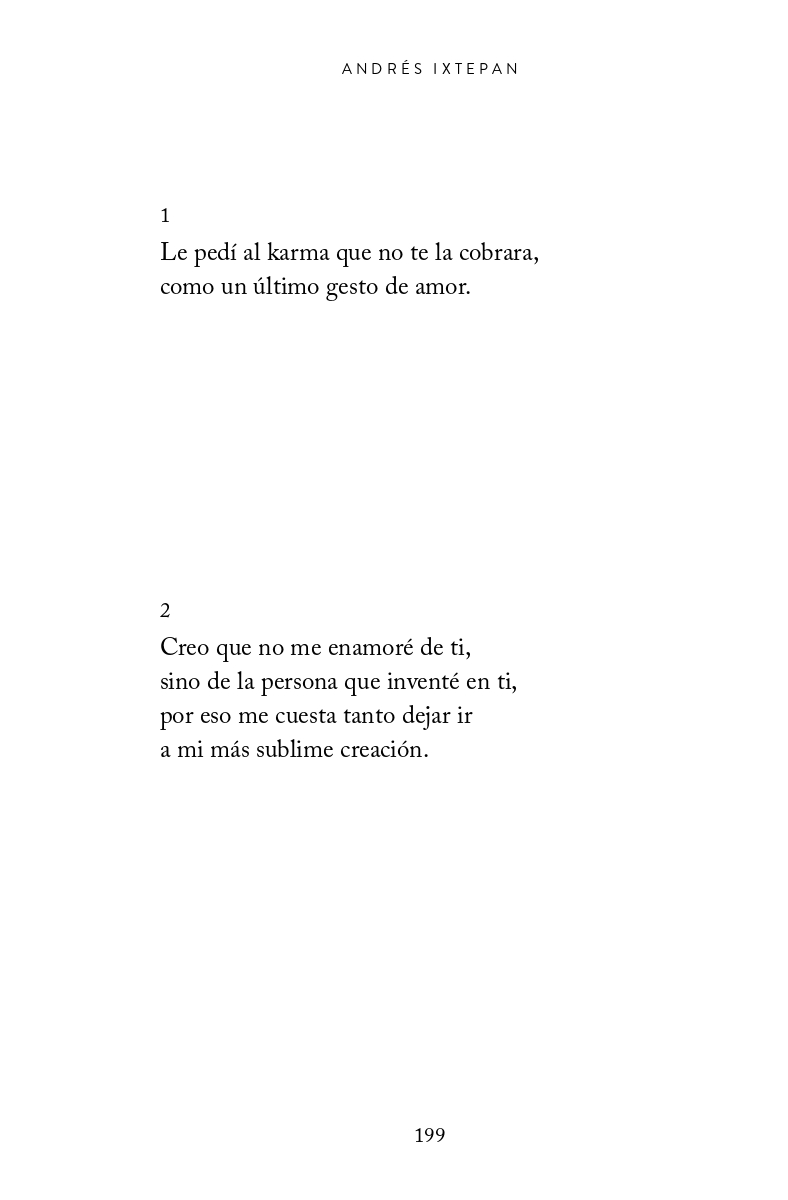 ANDRÉS IXTEPAN
1
Le pedí al karma que no te la cobrara,
como un último gesto de amor.
2
Creo que no me enamoré de ti,
sino de la persona que inventé en ti,
por eso me cuesta tanto dejar ir
a mi más sublime creación.
199